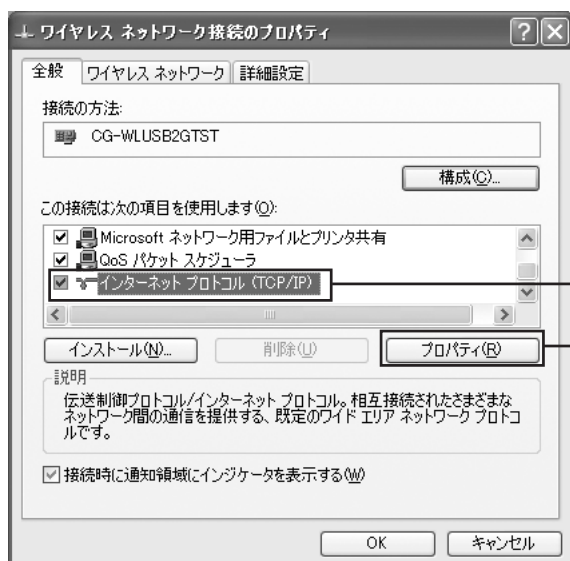 ワイヤレス ネットワーク接続のプロパティ
全般 ワイヤレス ネットワーク 詳細設定
接続の方法:
CG-WLUSB2GTST
構成(C)...
この接続は次の項目を使用します(O):
Microsoft ネットワーク用ファイルとプリンタ共有
QoS パケット スケジューラ
インターネット プロトコル (TCP/IP)
インストール(N)... 削除(U) プロパティ(R)
説明
伝送制御プロトコル/インターネット プロトコル。相互接続されたさまざまな
ネットワーク間の通信を提供する、既定のワイド エリア ネットワーク プロトコ
ルです。
接続時に通知領域にインジケータを表示する(W)
OK キャンセル